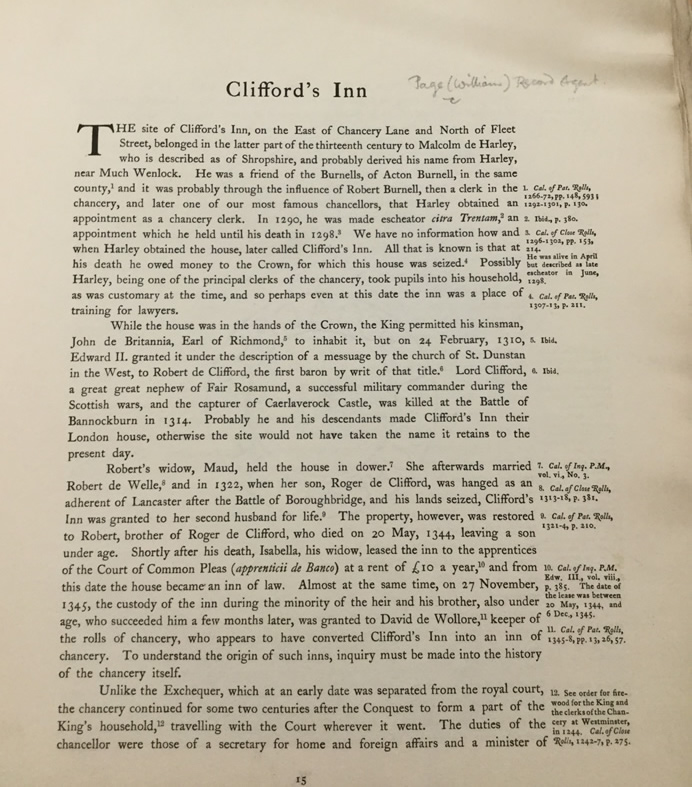 Clifford's Inn
Page (William) Record Agent
THE site of Clifford's Inn, on the East of Chancery Lane and North of Fleet
Street, belonged in the latter part of the thirteenth century to Malcolm de Harley,
who is described as of Shropshire, and probably derived his name from Harley,
near Much Wenlock. He was a friend of the Burnells, of Acton Burnell, in the same
county,¹ and it was probably through the influence of Robert Burnell, then a clerk in the
chancery, and later one of our most famous chancellors, that Harley obtained an
appointment as a chancery clerk. In 1290, he was made escheator citra Trentam,² an
appointment which he held until his death in 1298.³ We have no information how and
when Harley obtained the house, later called Clifford's Inn. All that is known is that at
his death he owed money to the Crown, for which this house was seized.⁴ Possibly
Harley, being one of the principal clerks of the chancery, took pupils into his household,
as was customary at the time, and so perhaps even at this date the inn was a place of
training for lawyers.
1. Cal. of Pat. Rolls,
1266-72, pp. 148, 593;
1292-1301, p. 130.
2. Ibid., p. 380.
3. Cal. of Close Rolls,
1296-1302, pp. 153,
214.
He was alive in April
but described as late
escheator in June,
1298.
4. Cal. of Pat. Rolls,
1307-13, p. 211.
While the house was in the hands of the Crown, the King permitted his kinsman,
John de Britannia, Earl of Richmond,⁵ to inhabit it, but on 24 February, 1310,
Edward II. granted it under the description of a messuage by the church of St. Dunstan
in the West, to Robert de Clifford, the first baron by writ of that title.⁶ Lord Clifford,
a great great nephew of Fair Rosamund, a successful military commander during the
Scottish wars, and the capturer of Caerlaverock Castle, was killed at the Battle of
Bannockburn in 1314. Probably he and his descendants made Clifford's Inn their
London house, otherwise the site would not have taken the name it retains to the
present day.
5. Ibid.
6. Ibid.
Robert's widow, Maud, held the house in dower.⁷ She afterwards married
Robert de Welle,⁸ and in 1322, when her son, Roger de Clifford, was hanged as an
adherent of Lancaster after the Battle of Boroughbridge, and his lands seized, Clifford's
Inn was granted to her second husband for life.⁹ The property, however, was restored
to Robert, brother of Roger de Clifford, who died on 20 May, 1344, leaving a son
under age. Shortly after his death, Isabella, his widow, leased the inn to the apprentices
of the Court of Common Pleas (apprenticii de Banco) at a rent of £10 a year,¹⁰ and from
this date the house became an inn of law. Almost at the same time, on 27 November,
1345, the custody of the inn during the minority of the heir and his brother, also under
age, who succeeded him a few months later, was granted to David de Wollore,¹¹ keeper of
the rolls of chancery, who appears to have converted Clifford's Inn into an inn of
chancery. To understand the origin of such inns, inquiry must be made into the history
of the chancery itself.
7. Cal. of Inq. P.M.,
vol. vi., No. 3.
8. Cal. of Close Rolls,
1313-18, p. 381.
9. Cal. of Pat. Rolls,
1321-4, p. 210.
10. Cal. of Inq. P.M.
Edw. III., vol. viii.,
p. 385. The date of
the lease was between
20 May, 1344, and
6 Dec., 1345.
11. Cal. of Pat. Rolls,
1345-8, pp. 13, 26, 57.
Unlike the Exchequer, which at an early date was separated from the royal court,
the chancery continued for some two centuries after the Conquest to form a part of the
King's household,¹² travelling with the Court wherever it went. The duties of the
chancellor were those of a secretary for home and foreign affairs and a minister of
12. See order for fire-
wood for the King and
the clerks of the Chan-
cery at Westminster,
in 1244. Cal. of Close
Rolls, 1242-7, p. 275.
15